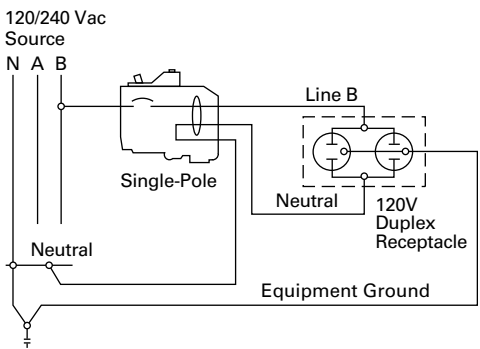 120/240 Vac
Source
N A B
Line B
Single-Pole
Neutral
120V
Duplex
Receptacle
Neutral
Equipment Ground